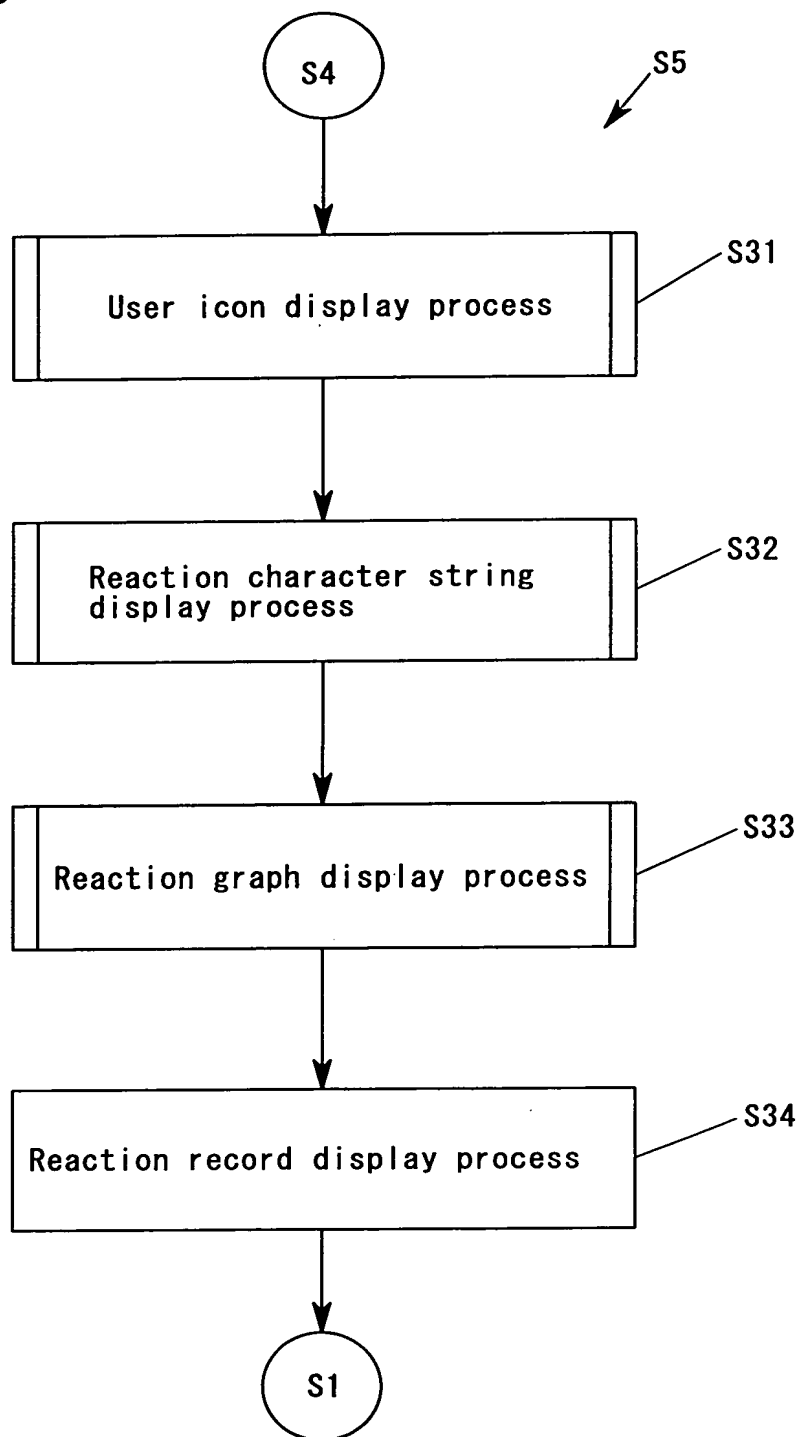 S4
S5
User icon display process
S31
Reaction character string
display process
S32
Reaction graph display process
S33
Reaction record display process
S34
S1